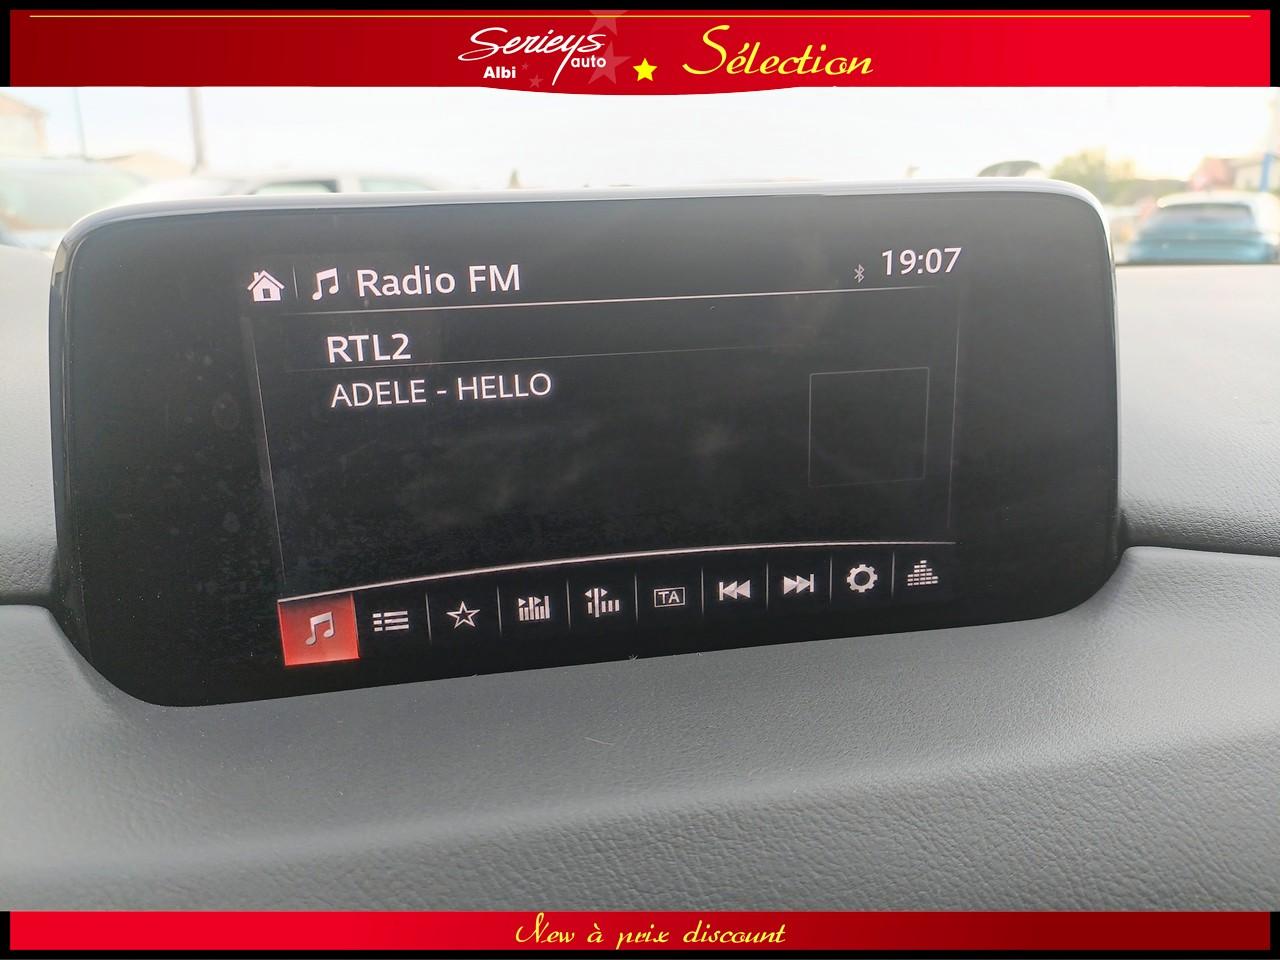 Serieys
auto
Albi
Sélection
Radio FM
19:07
RTL2
ADELE - HELLO
TA
New à prix discount